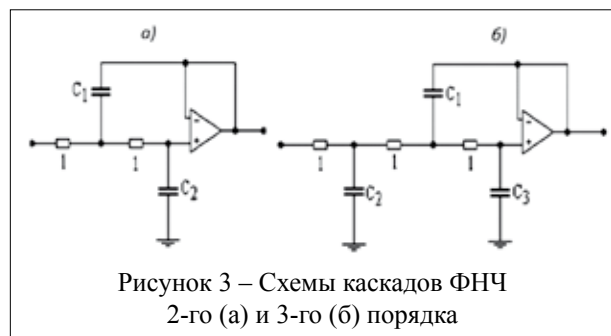 а) б)
C1 C1
- -
+ +
1 1 1 1 1
C2 C2 C3
Рисунок 3 – Схемы каскадов ФНЧ
2-го (а) и 3-го (б) порядка